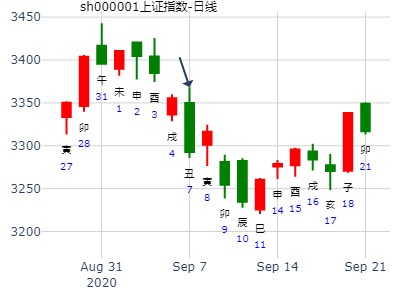 sh000001上证指数-日线
3450
3400
3350
3300
3250
3200
寅
27
卯
28
午
31
未
1
申
2
酉
3
戌
4
丑
7
寅
8
卯
9
辰
10
巳
11
申
14
酉
15
戌
16
亥
17
子
18
卯
21
Aug 31
2020
Sep 7
Sep 14
Sep 21